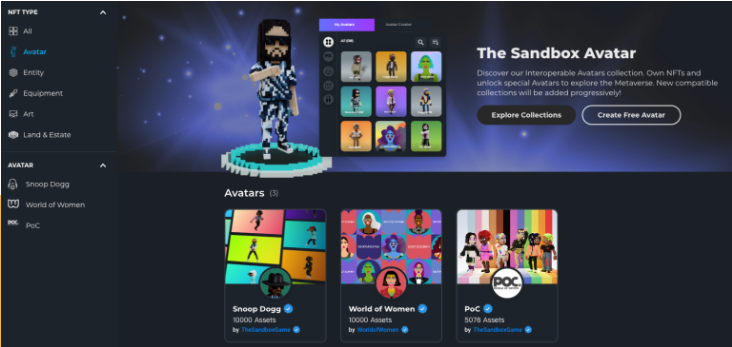 NFT TYPE
All
Avatar
Entity
Equipment
Art
Land & Estate
AVATAR
Snoop Dogg
World of Women
PoC
My Avatars
Avatar Creator
The Sandbox Avatar
Discover our Interoperable Avatars collection. Own NFTs and
unlock special Avatars to explore the Metaverse. New compatible
collections will be added progressively!
Explore Collections
Create Free Avatar
Avatars (3)
Snoop Dogg
10000 Assets
by TheSandboxGame
World of Women
10000 Assets
by WorldofWomen
POC
PoC
5076 Assets
by TheSandboxGame